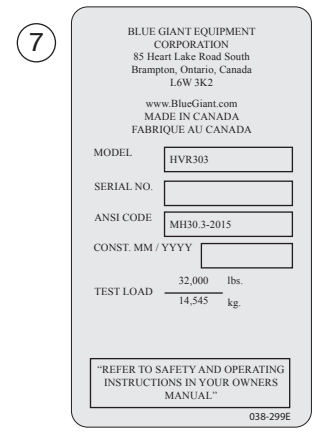 7
BLUE GIANT EQUIPMENT
CORPORATION
85 Heart Lake Road South
Brampton, Ontario, Canada
L6W 3K2
www.BlueGiant.com
MADE IN CANADA
FABRIQUE AU CANADA
MODEL HVR303
SERIAL NO.
ANSI CODE MH30.3-2015
CONST. MM / YYYY
32,000 lbs.
TEST LOAD
14,545 kg.
“REFER TO SAFETY AND OPERATING
INSTRUCTIONS IN YOUR OWNERS
MANUAL”
038-299E